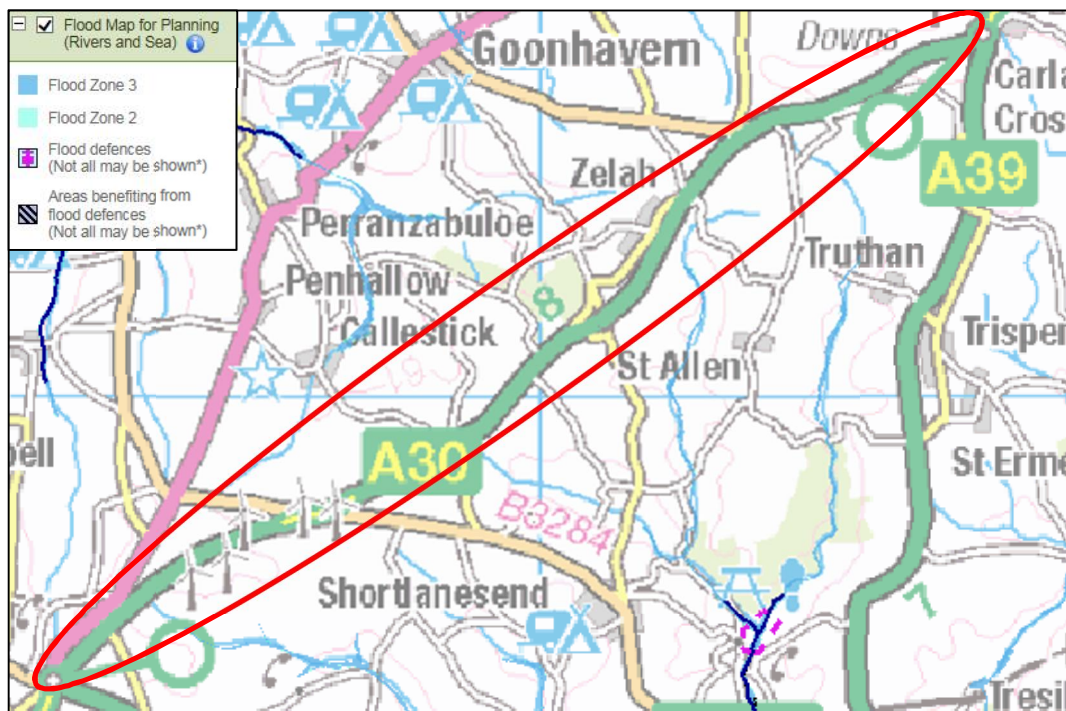 Flood Map for Planning
(Rivers and Sea)
Flood Zone 3
Flood Zone 2
Flood defences
(Not all may be shown*)
Areas benefiting from
flood defences
(Not all may be shown*)
Goonhavern
Downs
Carla
Cros
A39
Zelah
Perranzabuloe
Truthan
Penhallow
8
Callestick
Trisper
St Allen
A30
St Erme
B3284
Shortlanesend
7
Tresil